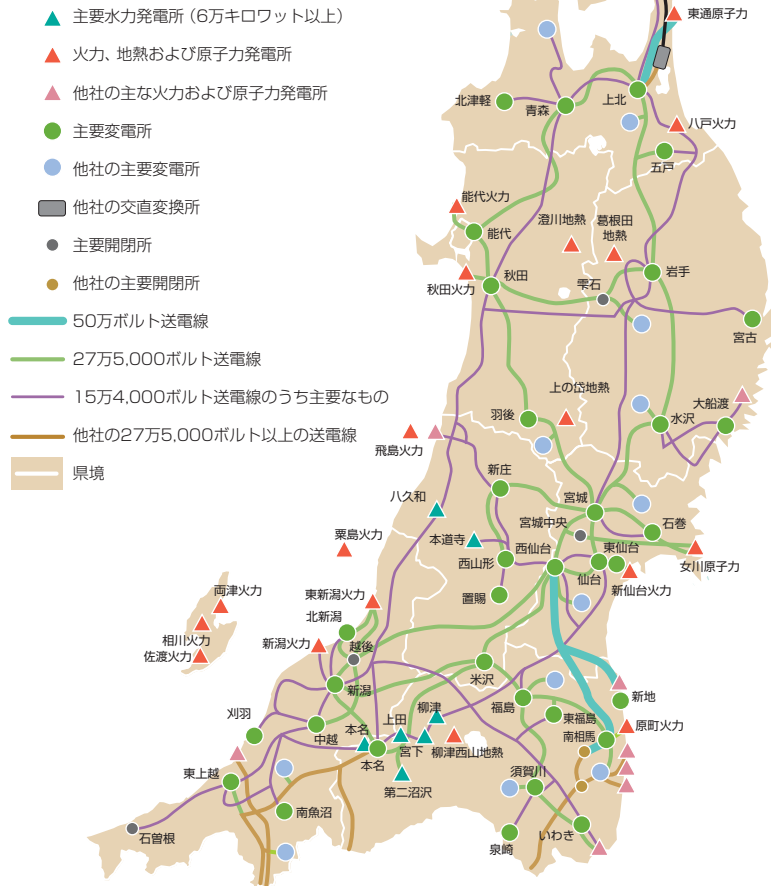 主要水力発電所（6万キロワット以上）
火力、地熱および原子力発電所
他社の主な火力および原子力発電所
主要変電所
他社の主要変電所
他社の交直変換所
主要開閉所
他社の主要開閉所
50万ボルト送電線
27万5,000ボルト送電線
15万4,000ボルト送電線のうち主要なもの
他社の27万5,000ボルト以上の送電線
県境
東通原子力
北津軽
青森
上北
八戸火力
五戸
能代火力
能代
澄川地熱
葛根田
地熱
秋田火力
秋田
雫石
岩手
宮古
羽後
上の岱地熱
大船渡
水沢
飛島火力
新庄
八久和
宮城
宮城中央
石巻
本道寺
西仙台
東仙台
粟島火力
西山形
仙台
女川原子力
新仙台火力
置賜
両津火力
東新潟火力
北新潟
相川火力
新潟火力
越後
佐渡火力
新潟
米沢
新地
刈羽
柳津
福島
上田
東福島
原町火力
中越
本名
宮下
南相馬
本名
柳津西山地熱
東上越
須賀川
第二沼沢
南魚沼
石曽根
いわき
泉崎